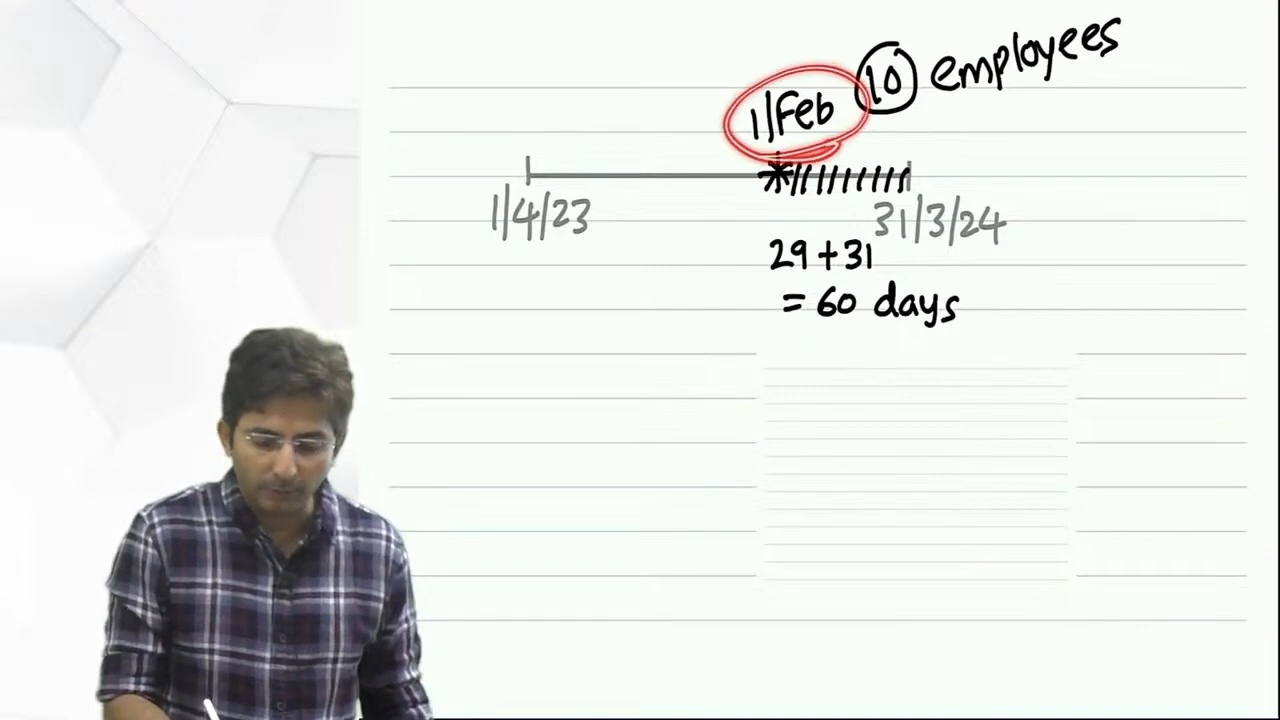 1/Feb 10 employees
1/4/23 31/3/24
29+31
= 60 days